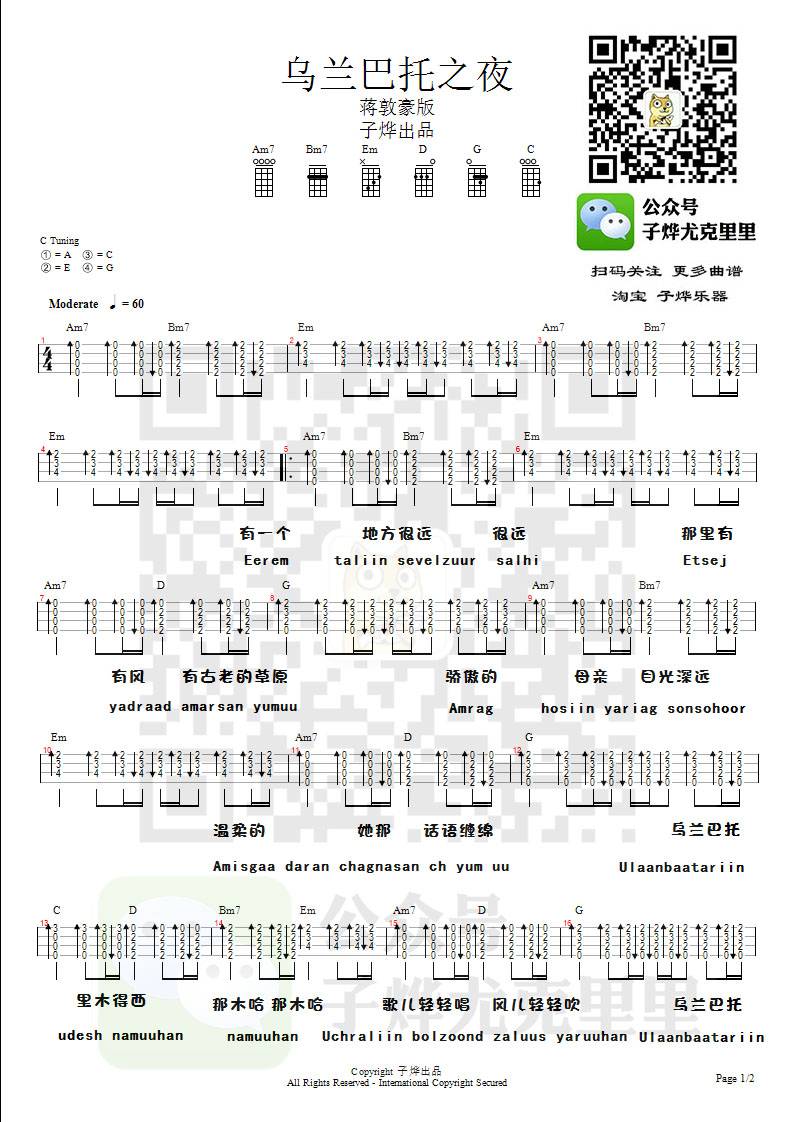 乌兰巴托之夜
蒋敦豪版
子烨出品
Am7 Bm7 Em D G C
公众号
子烨尤克里里
扫码关注 更多曲谱
淘宝 子烨乐器
C Tuning
① = A ③ = C
② = E ④ = G
Moderate ♩ = 60
Am7 Bm7 Em Am7 Bm7
Em Am7 Bm7 Em
有一个 地方很远 很远 那里有
Eerem taliin sevelzuur salhi Etsej
Am7 D G Am7 Bm7
有风 有古老的草原 骄傲的 母亲 目光深远
yadraad amarsan yumuu Amrag hosiin yariag sonsohoor
Em Am7 D G
温柔的 她那 话语缠绵 乌兰巴托
Amisgaa daran chagnasan ch yum uu Ulaanbaatariin
C D Bm7 Em Am7 D G
里木得西 那木哈 那木哈 歌儿轻轻唱 风儿轻轻吹 乌兰巴托
udesh namuuhan namuuhan Uchraliin bolzoond zaluus yaruuhan Ulaanbaatariin
Copyright 子烨出品
All Rights Reserved - International Copyright Secured
Page 1/2